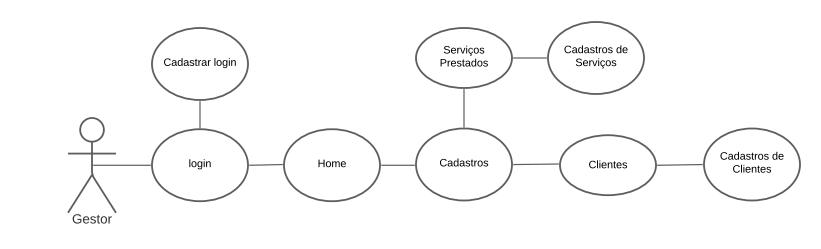 Cadastrar login
Serviços
Prestados
Cadastros de
Serviços
login
Home
Cadastros
Clientes
Cadastros de
Clientes
Gestor